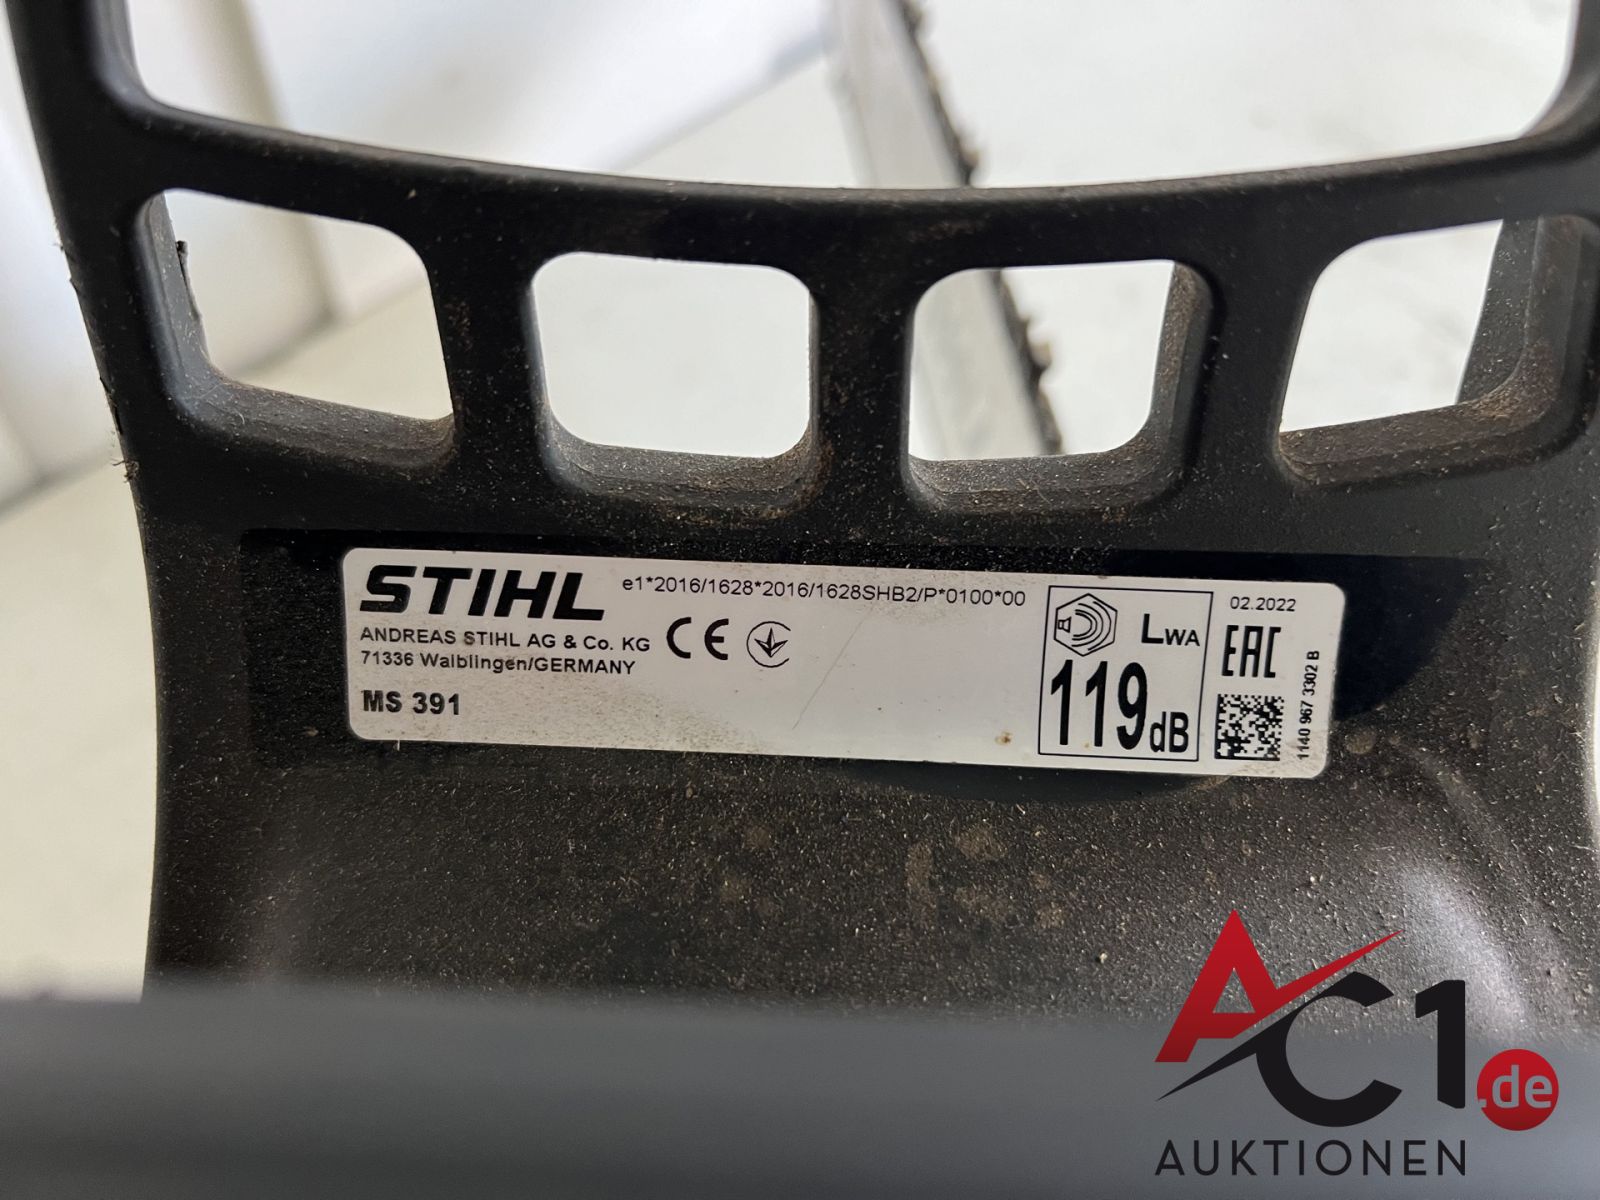 STIHL
e1*2016/1628*2016/1628SHB2/P*0100*00
ANDREAS STIHL AG & Co. KG
71336 Waiblingen/GERMANY
CE
MS 391
LWA
119dB
02.2022
EAC
1140 967 3302 B
AC1.de
AUKTIONEN